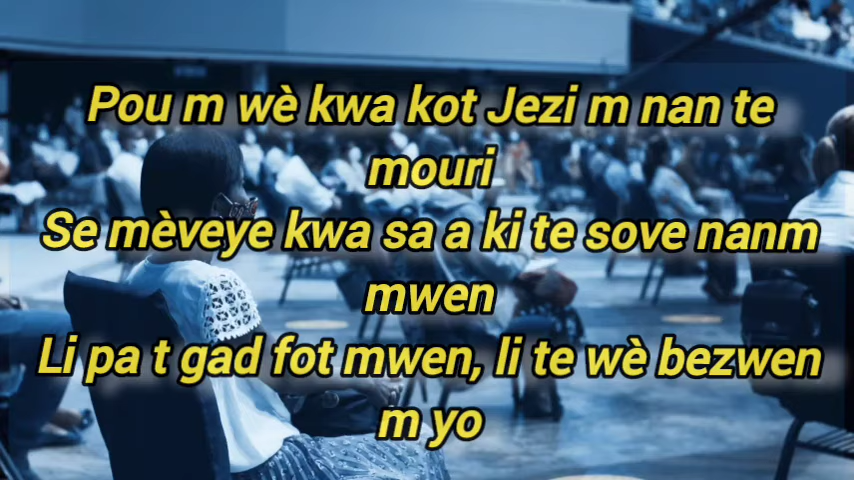 Pou m wè kwa kot Jezi m nan te
mouri
Se mèveye kwa sa a ki te sove nanm
mwen
Li pa t gad fot mwen, li te wè bezwen
m yo